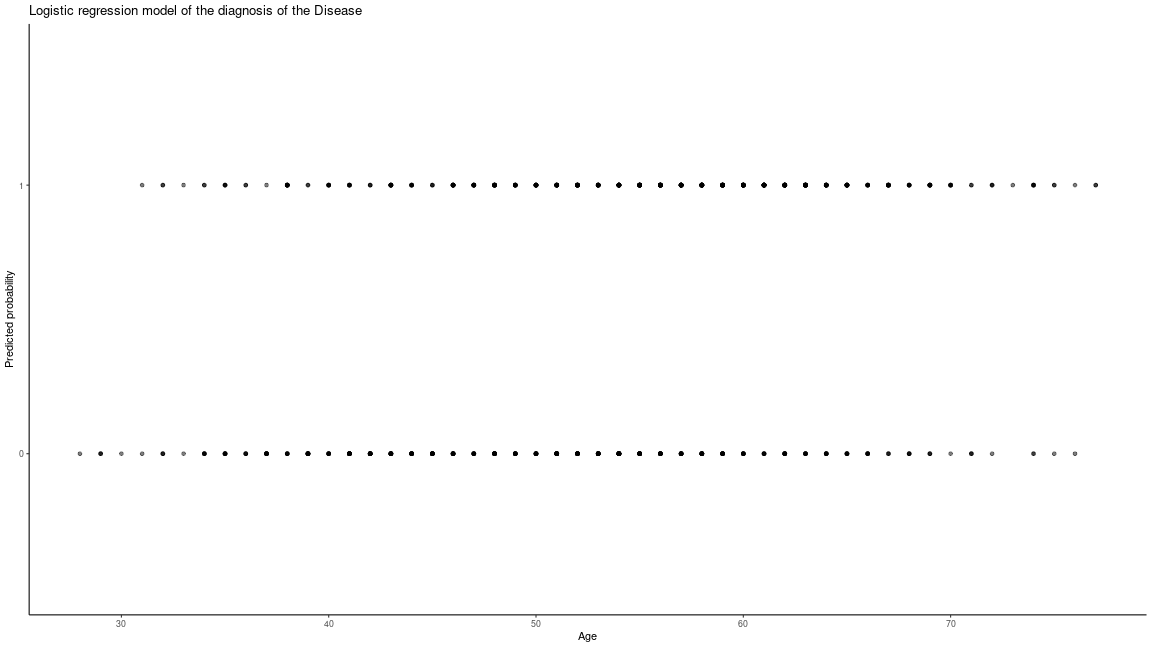 Logistic regression model of the diagnosis of the Disease
Predicted probability
1
0
30 40 50 60 70
Age